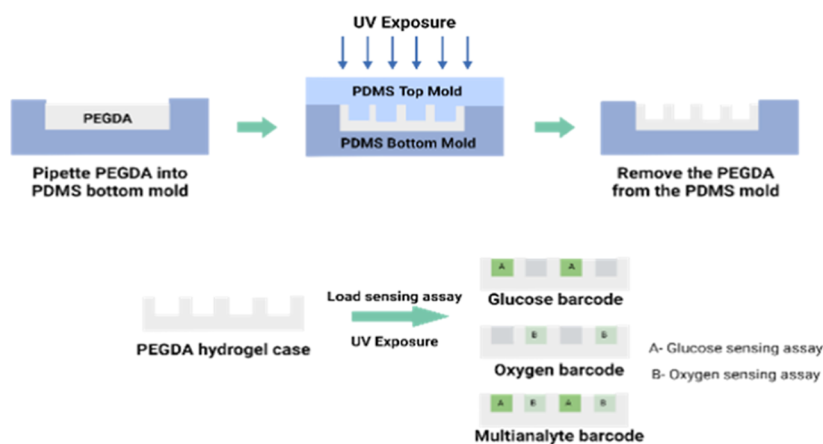 UV Exposure
PEGDA
PDMS Top Mold
PDMS Bottom Mold
Pipette PEGDA into
PDMS bottom mold
Remove the PEGDA
from the PDMS mold
PEGDA hydrogel case
Load sensing assay
UV Exposure
A
A
Glucose barcode
B
B
Oxygen barcode
A- Glucose sensing assay
B- Oxygen sensing assay
A
B
A
B
Multianalyte barcode